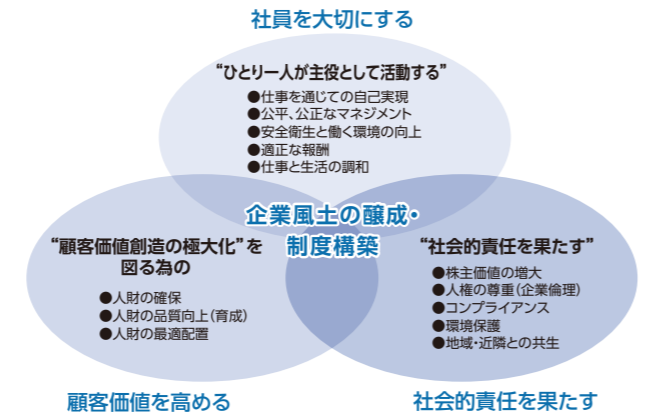 社員を大切にする
“ひとり一人が主役として活動する”
●仕事を通じての自己実現
●公平、公正なマネジメント
●安全衛生と働く環境の向上
●適正な報酬
●仕事と生活の調和
企業風土の醸成・
制度構築
“顧客価値創造の極大化”を
図る為の
●人財の確保
●人財の品質向上（育成）
●人財の最適配置
“社会的責任を果たす”
●株主価値の増大
●人権の尊重（企業倫理）
●コンプライアンス
●環境保護
●地域・近隣との共生
顧客価値を高める
社会的責任を果たす